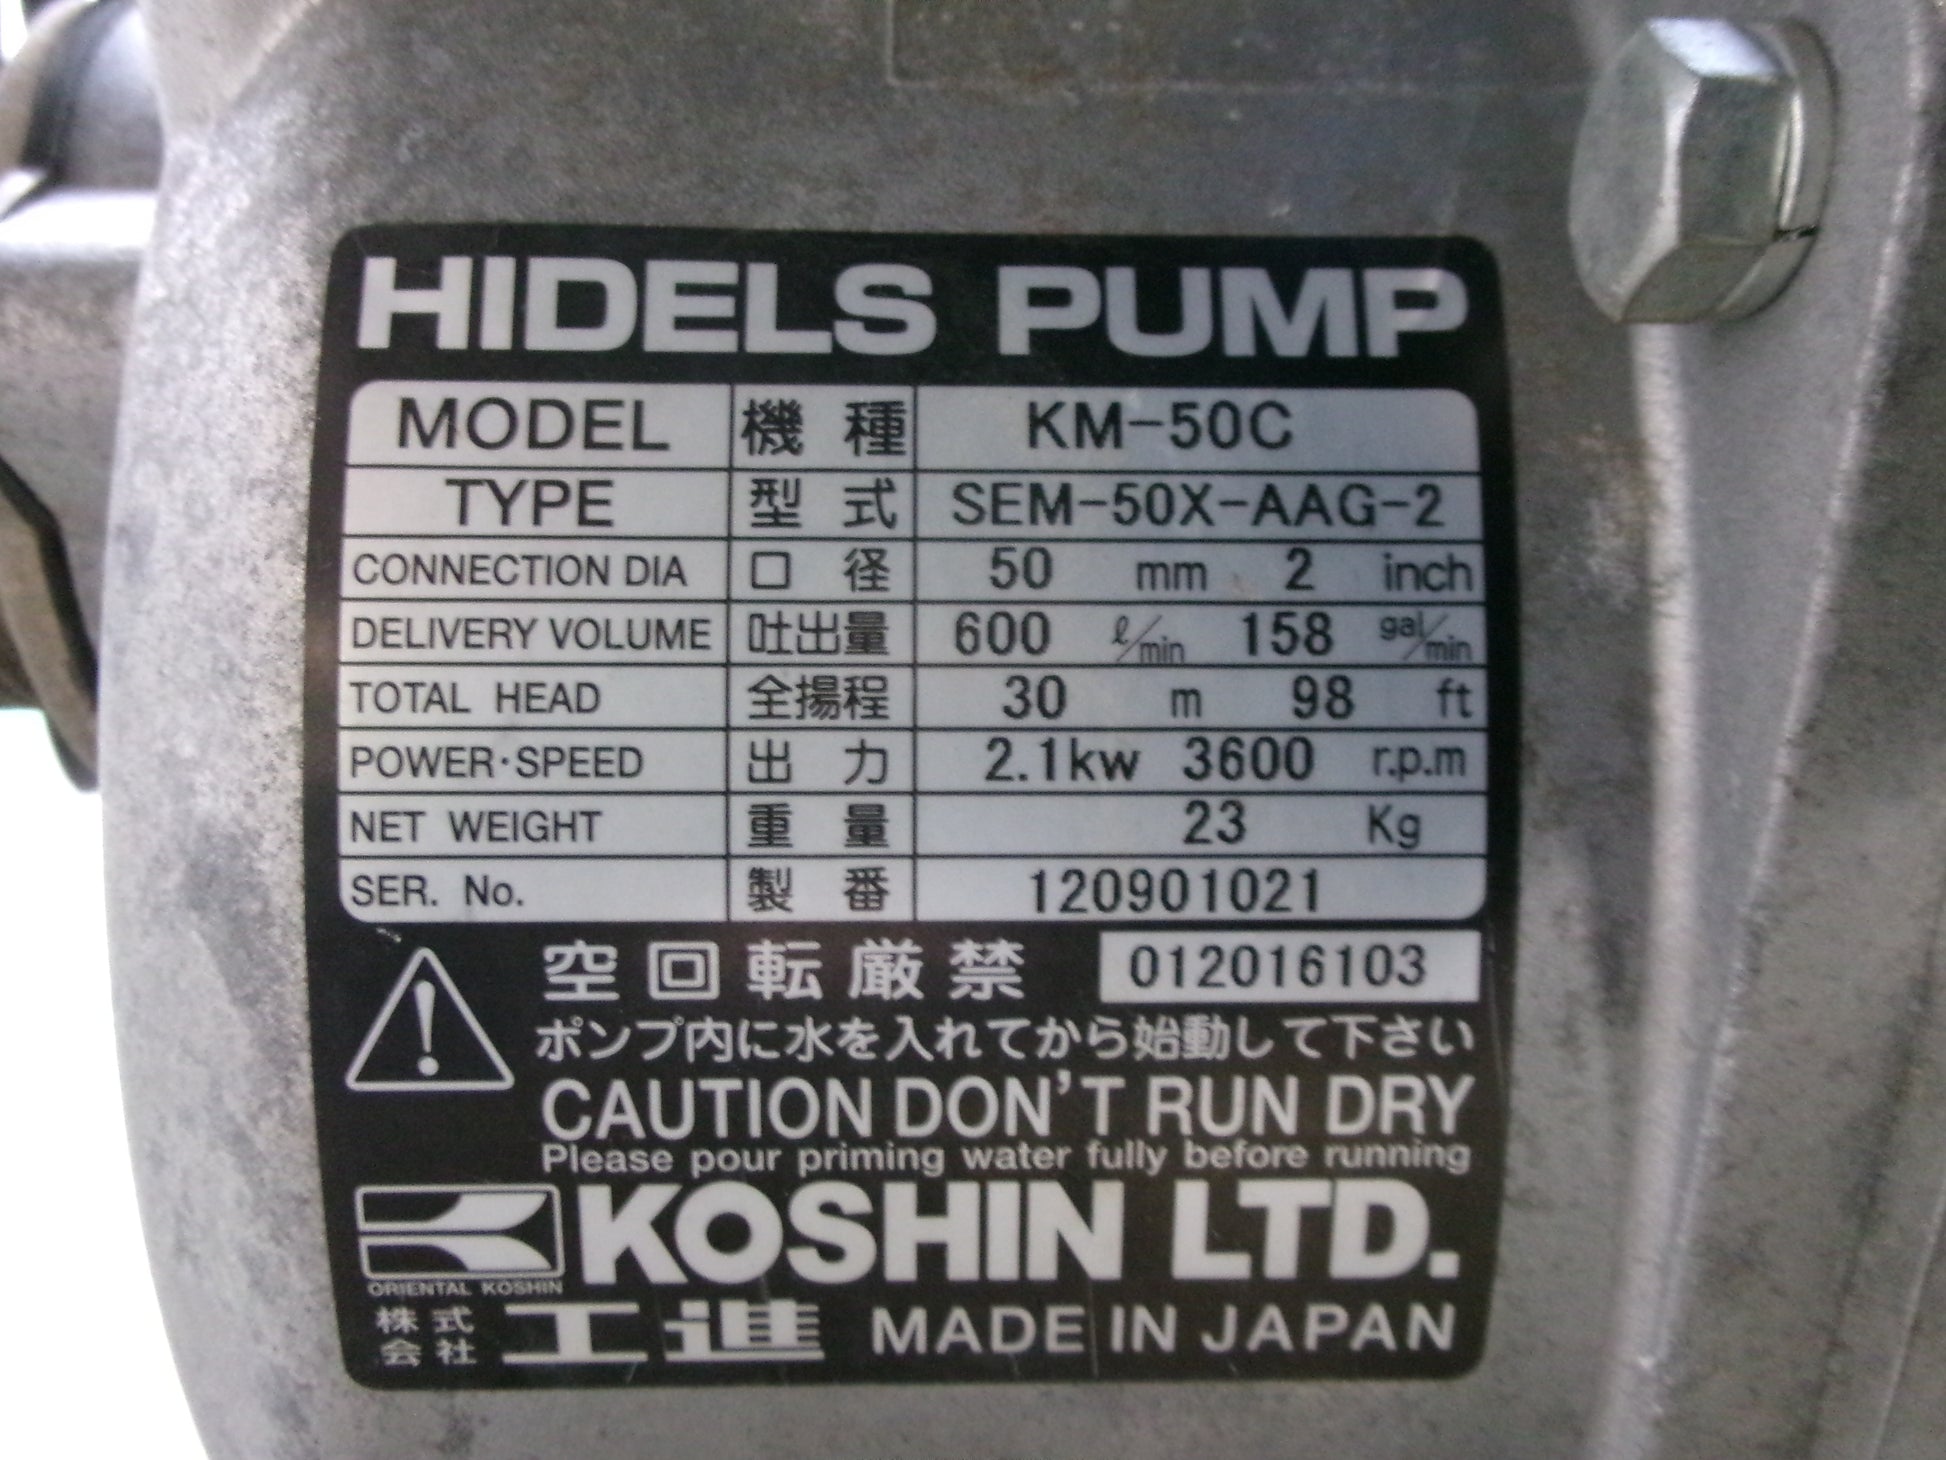 HIDELS PUMP
MODEL 機種 KM-50C
TYPE 型式 SEM-50X-AAG-2
CONNECTION DIA 口径 50 mm 2 inch
DELIVERY VOLUME 吐出量 600 ℓ/min 158 gal/min
TOTAL HEAD 全揚程 30 m 98 ft
POWER・SPEED 出力 2.1kw 3600 r.p.m
NET WEIGHT 重量 23 Kg
SER. No. 製番 120901021
空回転厳禁 012016103
ポンプ内に水を入れてから始動して下さい
CAUTION DON'T RUN DRY
Please pour priming water fully before running
KOSHIN LTD.
ORIENTAL KOSHIN
株式会社 工進 MADE IN JAPAN